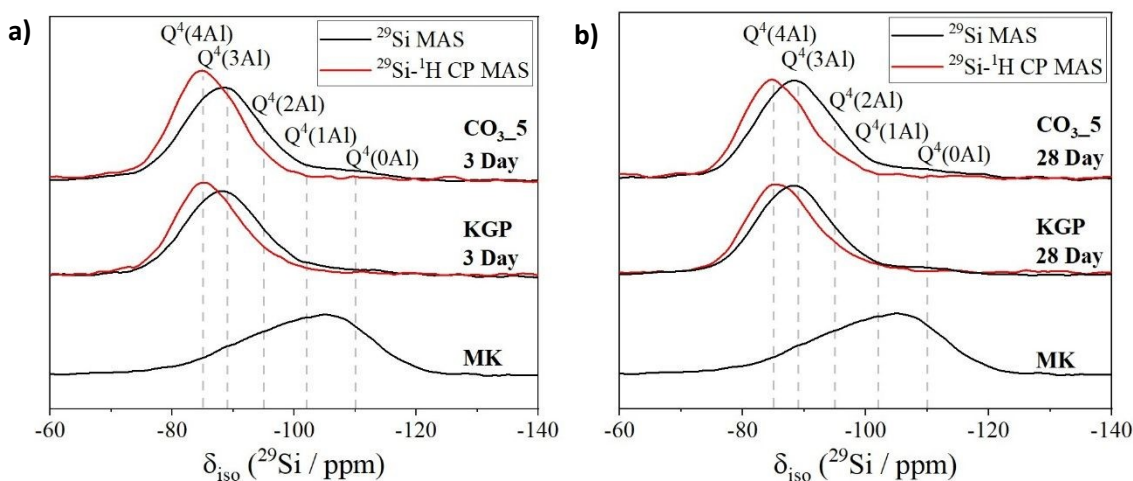 a)
Q⁴(4Al)
Q⁴(3Al)
Q⁴(2Al)
Q⁴(1Al)
Q⁴(0Al)
²⁹Si MAS
²⁹Si-¹H CP MAS
CO₃_5
3 Day
KGP
3 Day
MK
-60
-80
-100
-120
-140
δiso (²⁹Si / ppm)
b)
Q⁴(4Al)
Q⁴(3Al)
Q⁴(2Al)
Q⁴(1Al)
Q⁴(0Al)
²⁹Si MAS
²⁹Si-¹H CP MAS
CO₃_5
28 Day
KGP
28 Day
MK
-60
-80
-100
-120
-140
δiso (²⁹Si / ppm)